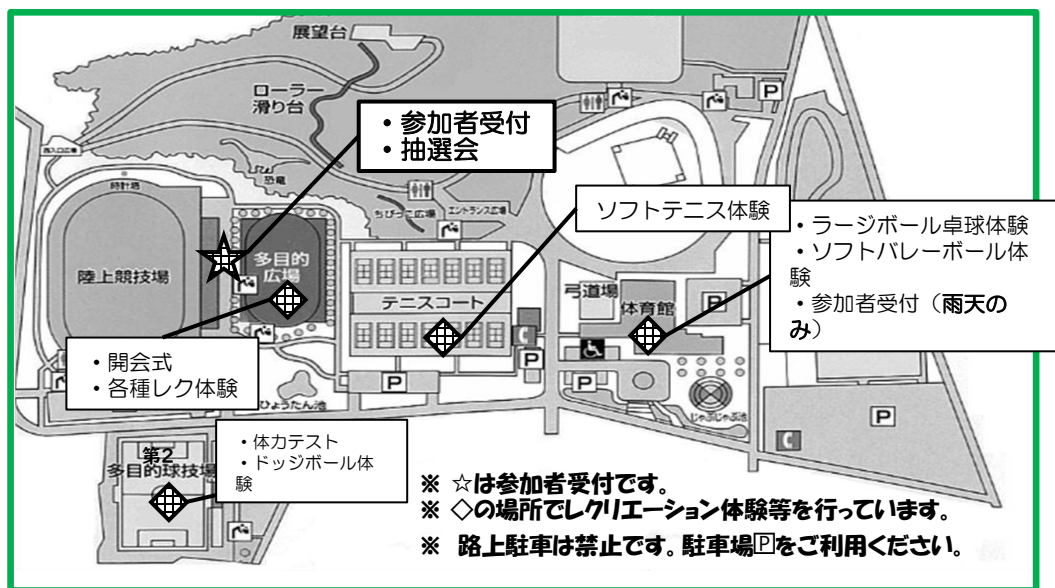 展望台
ローラー
滑り台
・参加者受付
・抽選会
P
西入口広場
恐竜
時計塔
ちびっこ広場
エントランス広場
ソフトテニス体験
・ラージボール卓球体験
・ソフトバレーボール体
験
・参加者受付（雨天の
み）
陸上競技場
多目的
広場
テニスコート
弓道場
体育館
P
P
P
P
P
・開会式
・各種レク体験
ひょうたん池
じゃぶじゃぶ池
第2
多目的球技場
・体力テスト
・ドッジボール体
験
※ ☆は参加者受付です。
※ ◇の場所でレクリエーション体験等を行っています。
※ 路上駐車は禁止です。駐車場🄿をご利用ください。